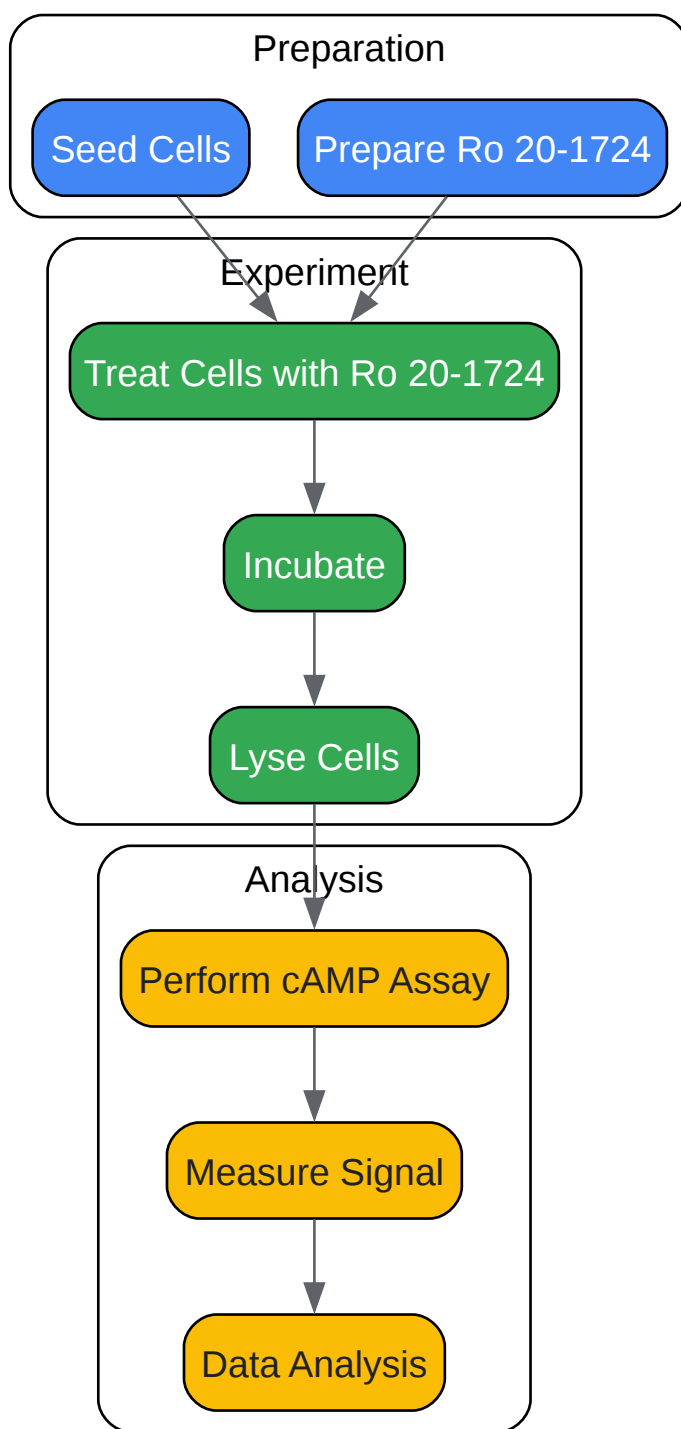 Preparation
Seed Cells
Prepare Ro 20-1724
Experiment
Treat Cells with Ro 20-1724
Incubate
Lyse Cells
Analysis
Perform cAMP Assay
Measure Signal
Data Analysis